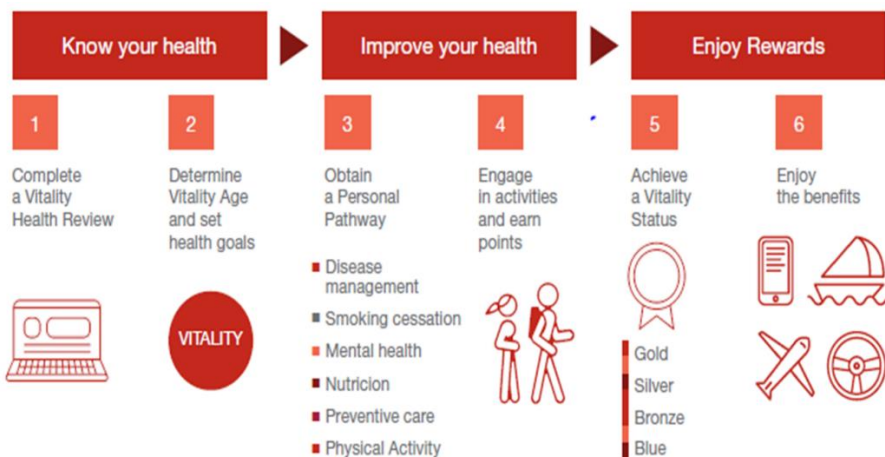 Know your health
Improve your health
Enjoy Rewards
1
Complete
a Vitality
Health Review
2
Determine
Vitality Age
and set
health goals
VITALITY
3
Obtain
a Personal
Pathway
Disease
management
Smoking cessation
Mental health
Nutricion
Preventive care
Physical Activity
4
Engage
in activities
and earn
points
5
Achieve
a Vitality
Status
Gold
Silver
Bronze
Blue
6
Enjoy
the benefits